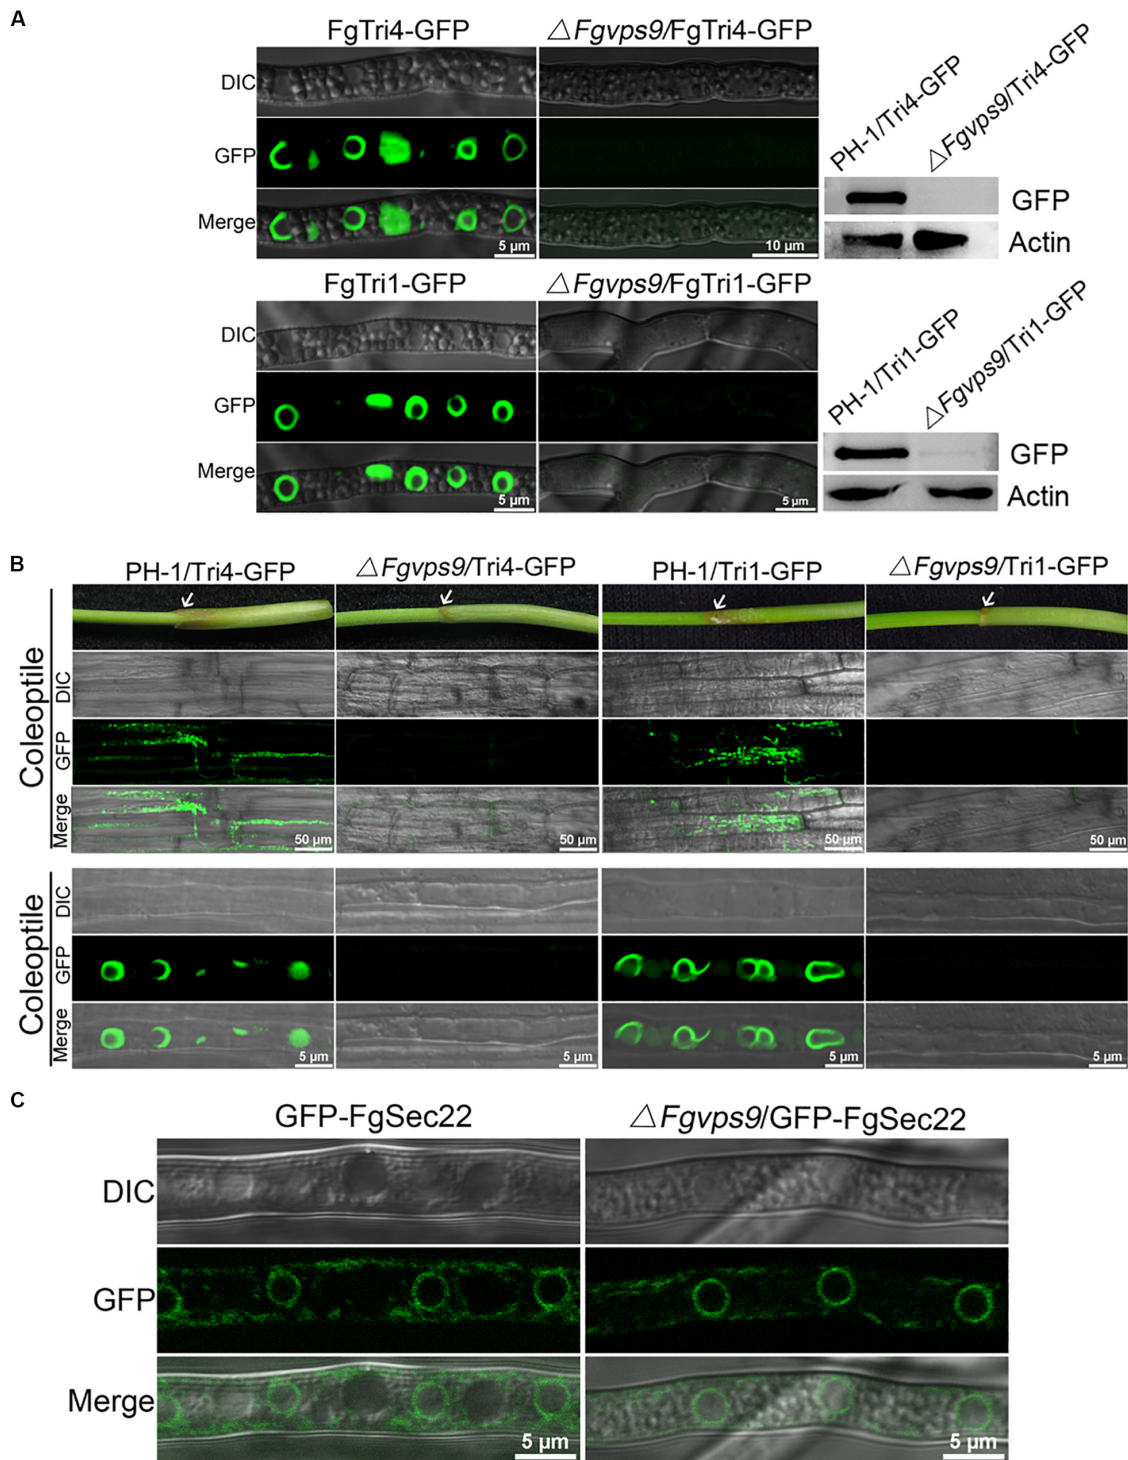 A
FgTri4-GFP
△Fgvps9/FgTri4-GFP
PH-1/Tri4-GFP
△Fgvps9/Tri4-GFP
DIC
GFP
Merge
5 µm
10 µm
GFP
Actin
FgTri1-GFP
△Fgvps9/FgTri1-GFP
PH-1/Tri1-GFP
△Fgvps9/Tri1-GFP
DIC
GFP
Merge
5 µm
5 µm
GFP
Actin
B
PH-1/Tri4-GFP
△Fgvps9/Tri4-GFP
PH-1/Tri1-GFP
△Fgvps9/Tri1-GFP
Coleoptile
DIC
GFP
Merge
50 µm
50 µm
50 µm
50 µm
Coleoptile
DIC
GFP
Merge
5 µm
5 µm
5 µm
5 µm
C
GFP-FgSec22
△Fgvps9/GFP-FgSec22
DIC
GFP
Merge
5 µm
5 µm